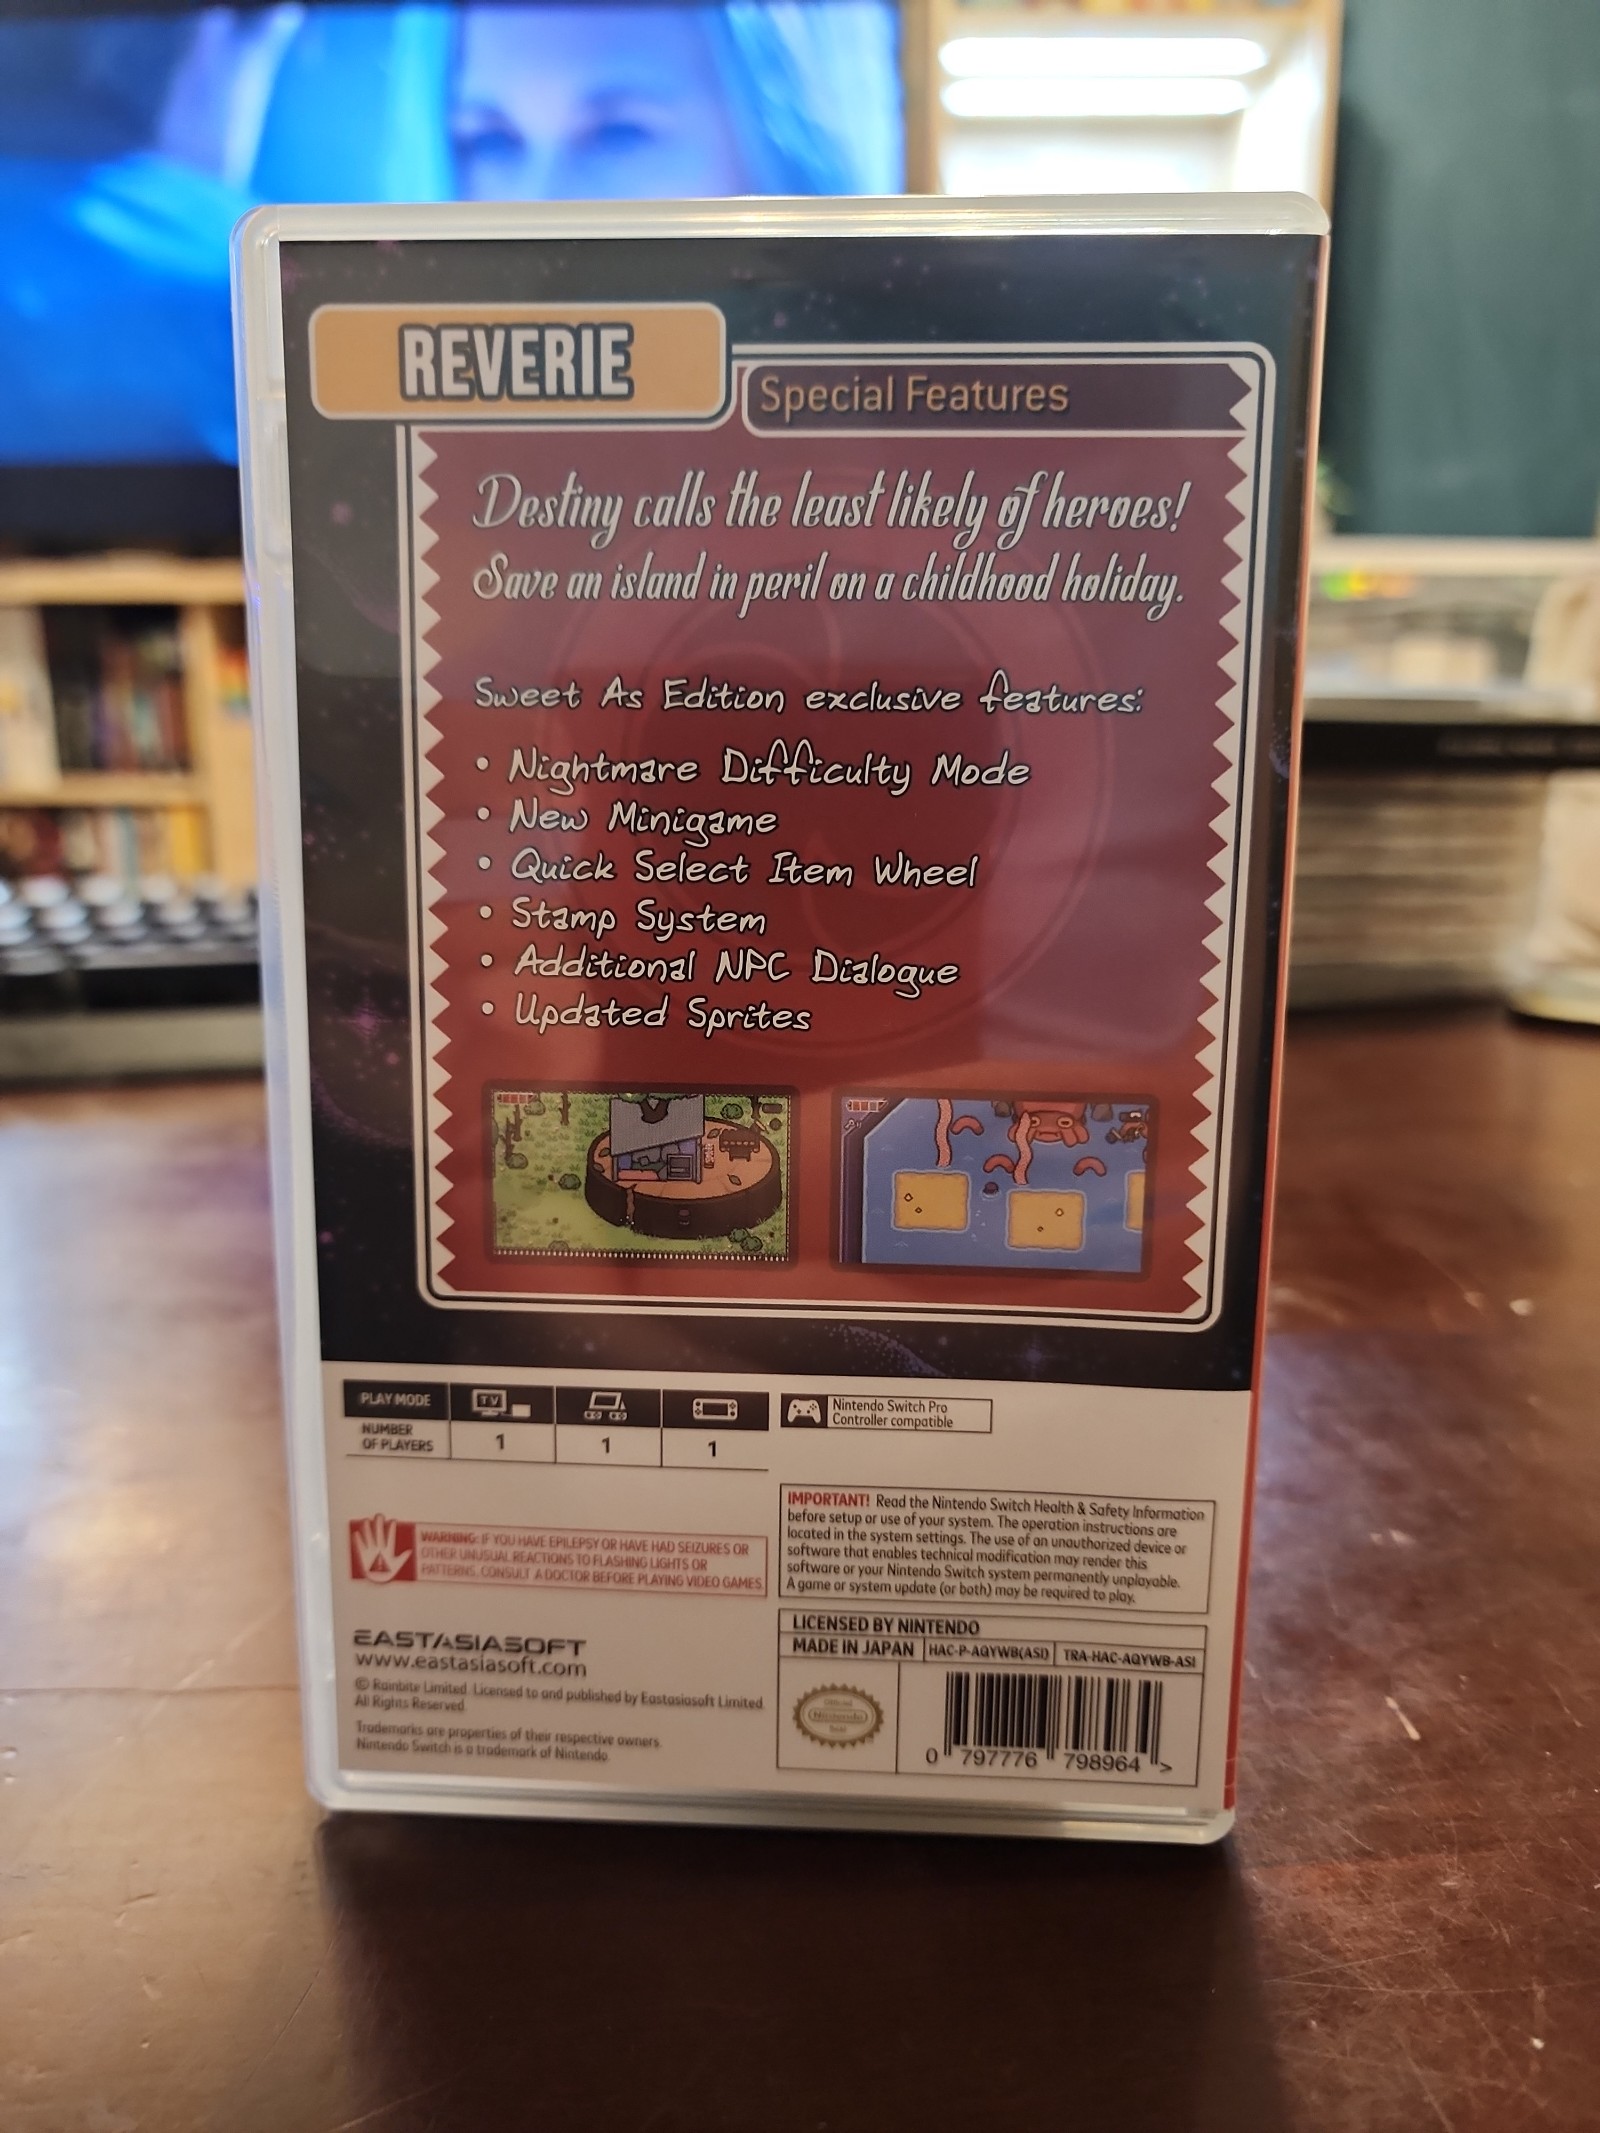 REVERIE
Special Features
Destiny calls the least likely of heroes!
Save an island in peril on a childhood holiday.
Sweet As Edition exclusive features:
• Nightmare Difficulty Mode
• New Minigame
• Quick Select Item Wheel
• Stamp System
• Additional NPC Dialogue
• Updated Sprites
PLAY MODE
TV
NUMBER
OF PLAYERS
1
1
1
Nintendo Switch Pro
Controller compatible
WARNING: IF YOU HAVE EPILEPSY OR HAVE HAD SEIZURES OR
OTHER UNUSUAL REACTIONS TO FLASHING LIGHTS OR
PATTERNS, CONSULT A DOCTOR BEFORE PLAYING VIDEO GAMES.
IMPORTANT! Read the Nintendo Switch Health & Safety Information
before setup or use of your system. The operation instructions are
located in the system settings. The use of an unauthorized device or
software that enables technical modification may render this
software or your Nintendo Switch system permanently unplayable.
A game or system update (or both) may be required to play.
EASTASIASOFT
www.eastasiasoft.com
© Rainbite Limited. Licensed to and published by Eastasiasoft Limited
All Rights Reserved.
Trademarks are properties of their respective owners.
Nintendo Switch is a trademark of Nintendo.
LICENSED BY NINTENDO
MADE IN JAPAN
HAC-P-AQYWB(ASI)
TRA-HAC-AQYWB-ASI
Official
Nintendo
Seal
0 797776 798964 >